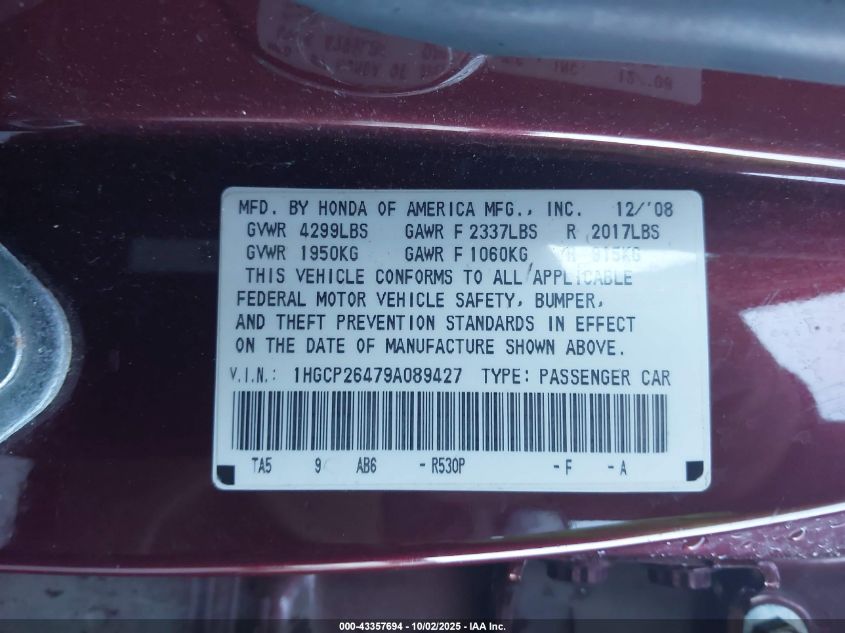 MFD. BY HONDA OF AMERICA MFG., INC. 12/'08
GVWR 4299LBS GAWR F 2337LBS R 2017LBS
GVWR 1950KG GAWR F 1060KG 915KG
THIS VEHICLE CONFORMS TO ALL APPLICABLE
FEDERAL MOTOR VEHICLE SAFETY, BUMPER,
AND THEFT PREVENTION STANDARDS IN EFFECT
ON THE DATE OF MANUFACTURE SHOWN ABOVE.
V.I.N.: 1HGCP26479A089427 TYPE: PASSENGER CAR
TA5 9 AB6 - R530P - F - A
000-43357694 - 10/02/2025 - IAA Inc.